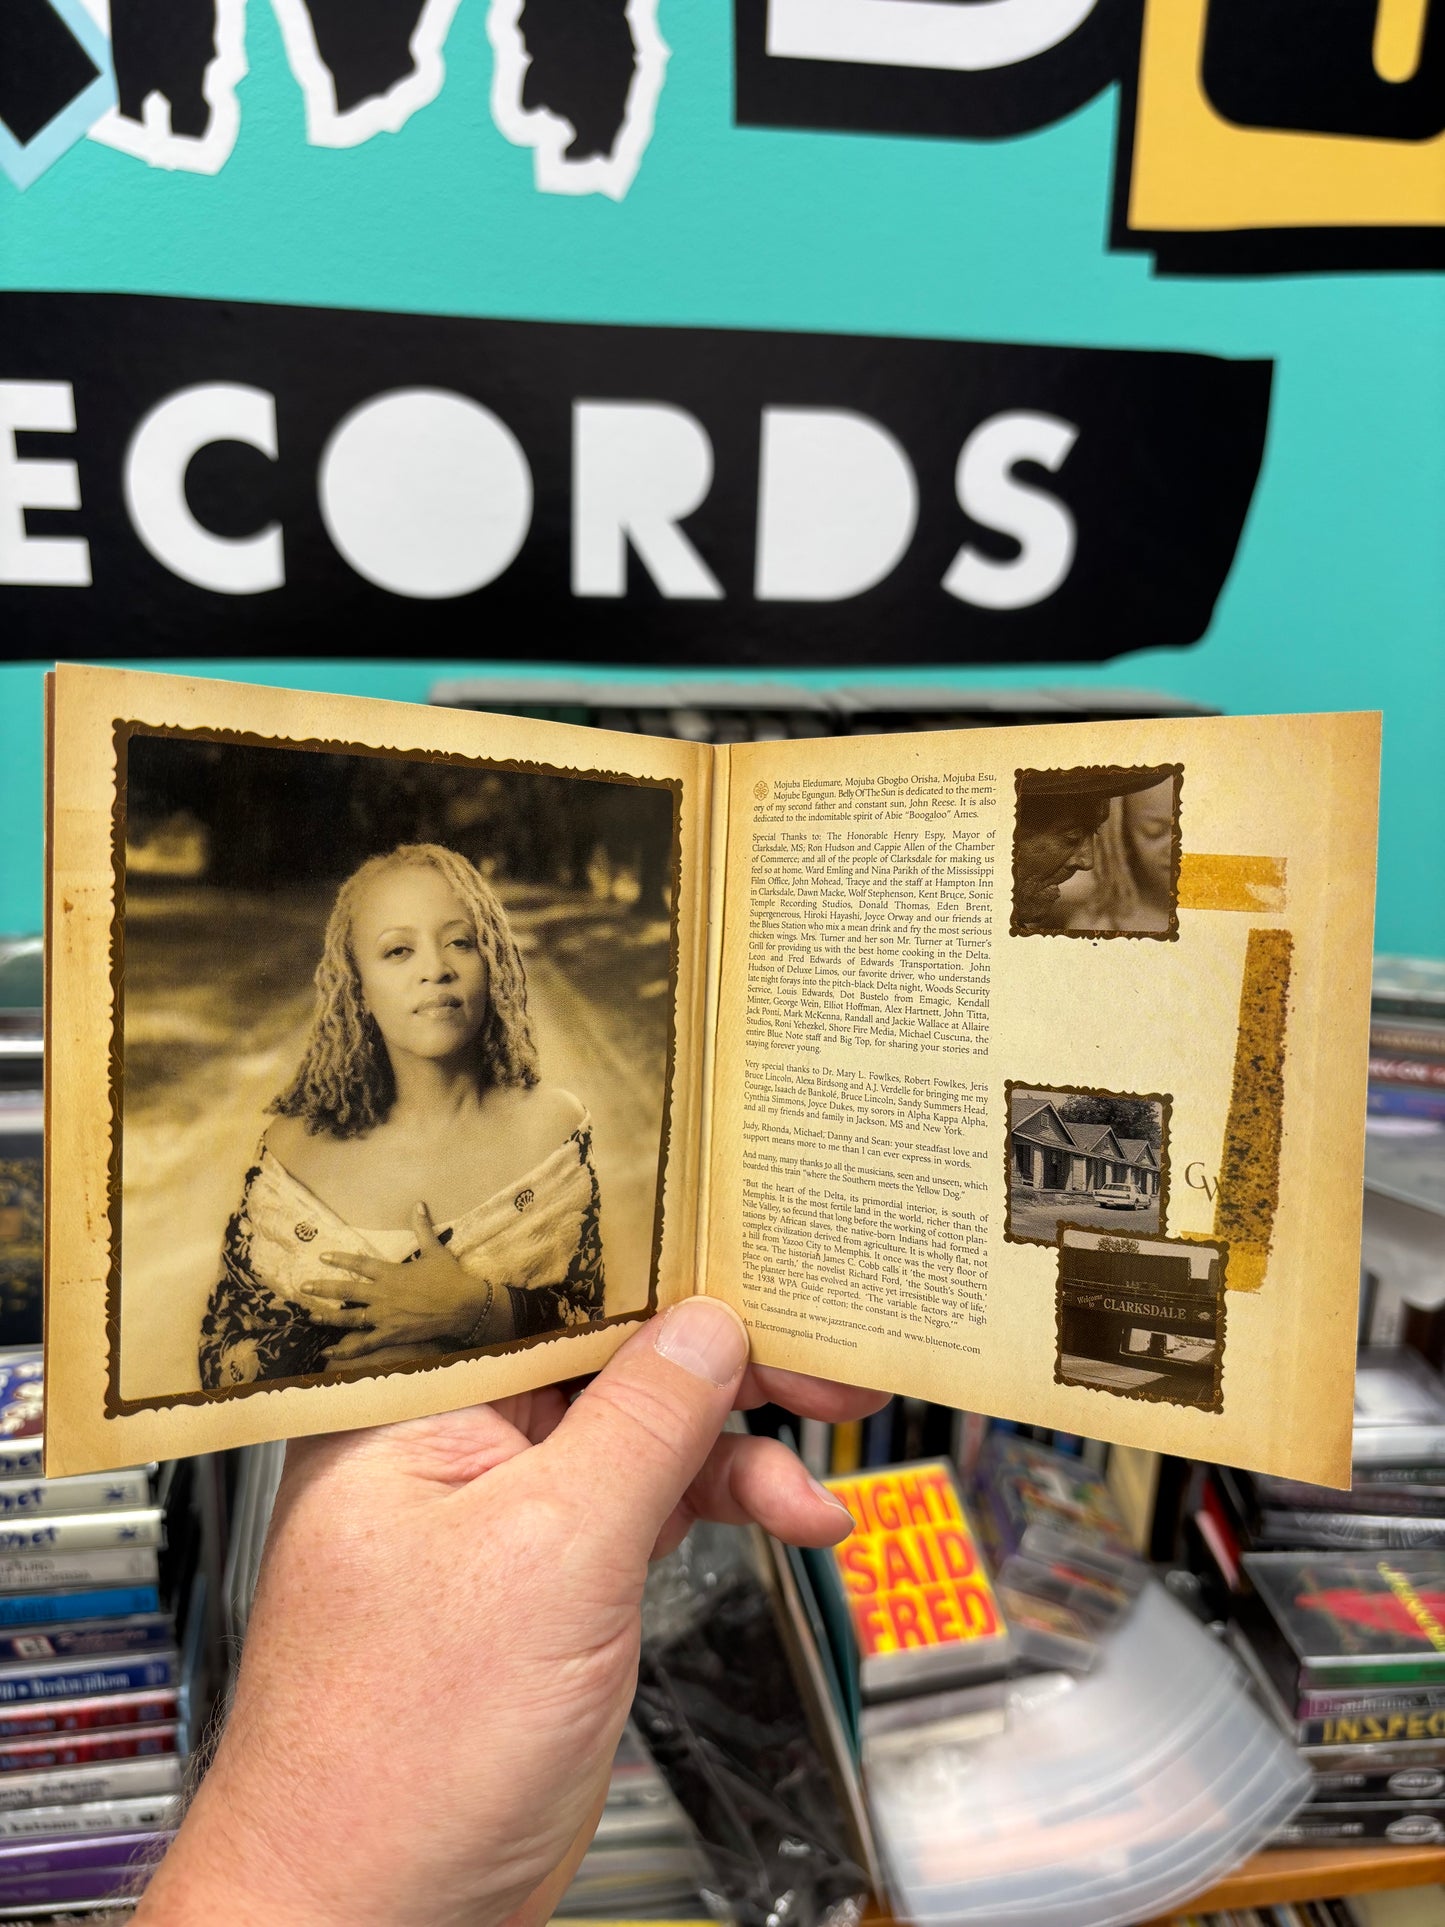 ECORDS
Mojuba Eledumare, Mojuba Gbogbo Orisha, Mojuba Esu,
Mojube Egungun. Belly Of The Sun is dedicated to the mem-
ory of my second father and constant sun, John Reese. It is also
dedicated to the indomitable spirit of Abie "Boogaloo" Ames.
Special Thanks to: The Honorable Henry Espy, Mayor of
Clarksdale, MS; Ron Hudson and Cappie Allen of the Chamber
of Commerce; and all of the people of Clarksdale for making us
feel so at home. Ward Emling and Nina Parikh of the Mississippi
Film Office, John Mohead, Tracye and the staff at Hampton Inn
in Clarksdale, Dawn Macke, Wolf Stephenson, Kent Bruce, Sonic
Temple Recording Studios, Donald Thomas, Eden Brent,
Supergenerous, Hiroki Hayashi, Joyce Orway and our friends at
the Blues Station who mix a mean drink and fry the most serious
chicken wings. Mrs. Turner and her son Mr. Turner at Turner's
Grill for providing us with the best home cooking in the Delta.
Leon and Fred Edwards of Edwards Transportation. John
Hudson of Deluxe Limos, our favorite driver, who understands
late night forays into the pitch-black Delta night, Woods Security
Service, Louis Edwards, Dot Bustelo from Emagic, Kendall
Minter, George Wein, Elliot Hoffman, Alex Hartnett, John Titta,
Jack Ponti, Mark McKenna, Randall and Jackie Wallace at Allaire
Studios, Roni Yehezkel, Shore Fire Media, Michael Cuscuna, the
entire Blue Note staff and Big Top, for sharing your stories and
staying forever young.
Very special thanks to Dr. Mary L. Fowlkes, Robert Fowlkes, Jeris
Bruce Lincoln, Alexa Birdsong and A.J. Verdelle for bringing me my
Courage, Isaach de Bankolé, Bruce Lincoln, Sandy Summers Head,
Cynthia Simmons, Joyce Dukes, my sorors in Alpha Kappa Alpha,
and all my friends and family in Jackson, MS and New York.
Judy, Rhonda, Michael, Danny and Sean: your steadfast love and
support means more to me than I can ever express in words.
And many, many thanks to all the musicians, seen and unseen, which
boarded this train "where the Southern meets the Yellow Dog."
"But the heart of the Delta, its primordial interior, is south of
Memphis. It is the most fertile land in the world, richer than the
Nile Valley, so fecund that long before the working of cotton plan-
tations by African slaves, the native-born Indians had formed a
complex civilization derived from agriculture. It is wholly flat, not
a hill from Yazoo City to Memphis. It once was the very floor of
the sea. The historian James C. Cobb calls it 'the most southern
place on earth,' the novelist Richard Ford, 'the South's South.'
'The planter here has evolved an active yet irresistible way of life,'
the 1938 WPA Guide reported. 'The variable factors are high
water and the price of cotton: the constant is the Negro.'"
Visit Cassandra at www.jazztrance.com and www.bluenote.com
An Electromagnolia Production
CW
Welcome
to CLARKSDALE
RIGHT
SAID
FRED
INSPEC